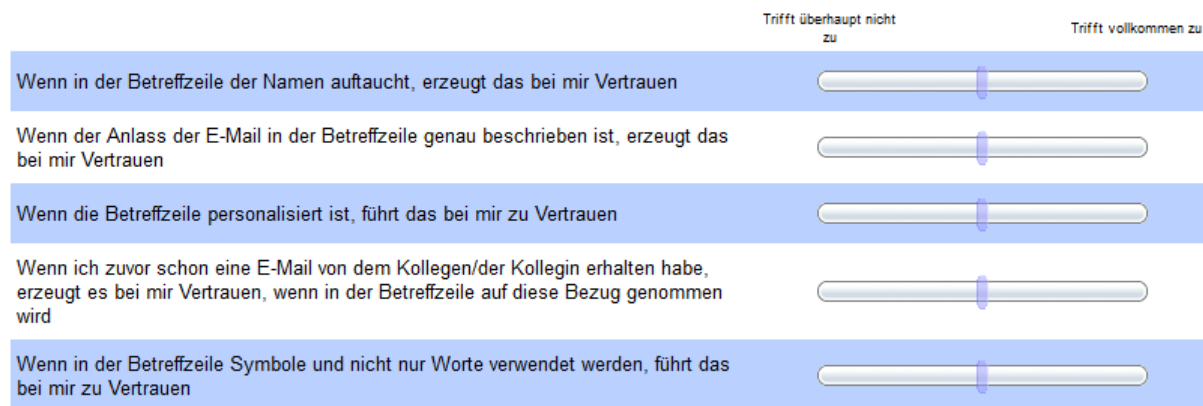 Trifft überhaupt nicht
zu
Trifft vollkommen zu
Wenn in der Betreffzeile der Namen auftaucht, erzeugt das bei mir Vertrauen
Wenn der Anlass der E-Mail in der Betreffzeile genau beschrieben ist, erzeugt das
bei mir Vertrauen
Wenn die Betreffzeile personalisiert ist, führt das bei mir zu Vertrauen
Wenn ich zuvor schon eine E-Mail von dem Kollegen/der Kollegin erhalten habe,
erzeugt es bei mir Vertrauen, wenn in der Betreffzeile auf diese Bezug genommen
wird
Wenn in der Betreffzeile Symbole und nicht nur Worte verwendet werden, führt das
bei mir zu Vertrauen